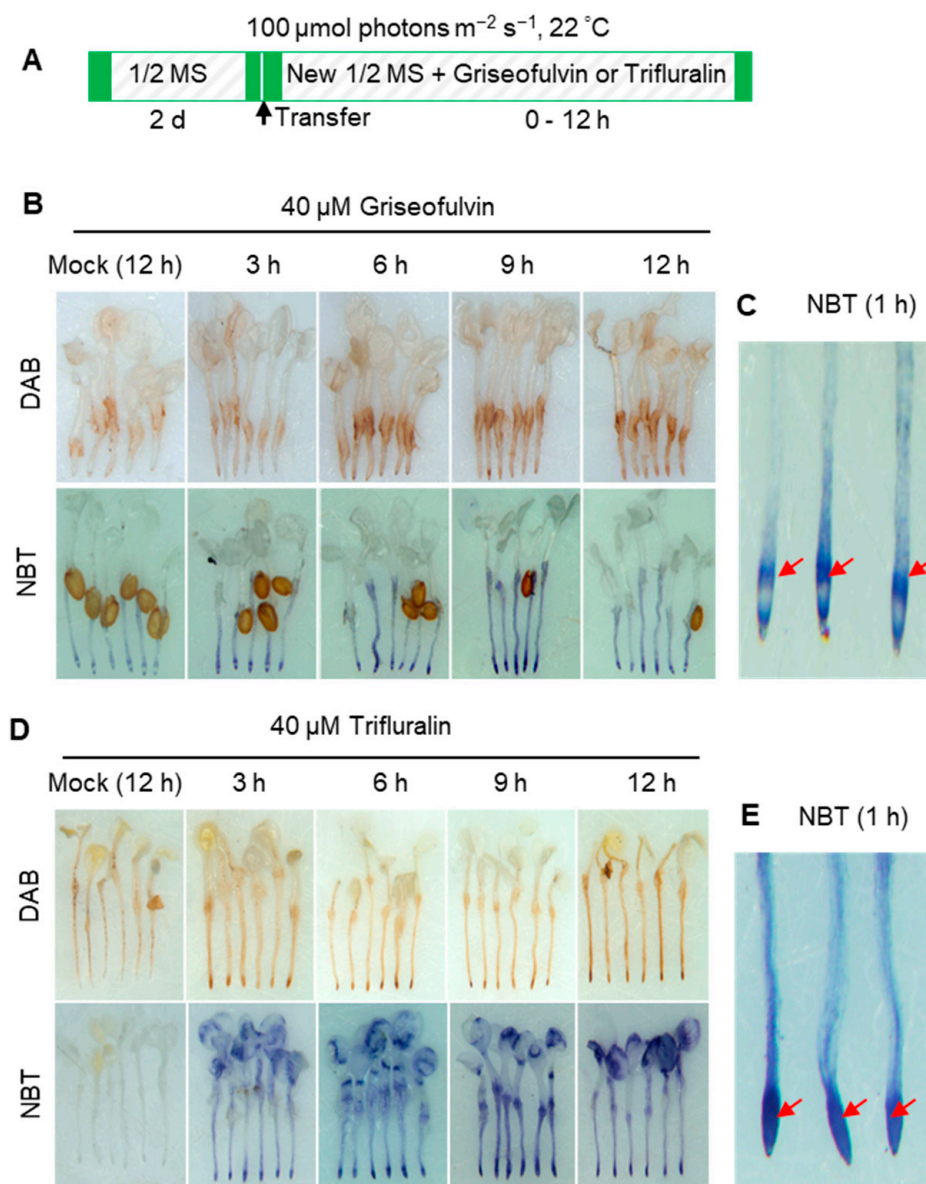 100 µmol photons m⁻² s⁻¹, 22 °C
A
1/2 MS
New 1/2 MS + Griseofulvin or Trifluralin
2 d
Transfer
0 - 12 h
B
40 µM Griseofulvin
Mock (12 h) 3 h 6 h 9 h 12 h
DAB
NBT
C NBT (1 h)
D
40 µM Trifluralin
Mock (12 h) 3 h 6 h 9 h 12 h
DAB
NBT
E NBT (1 h)